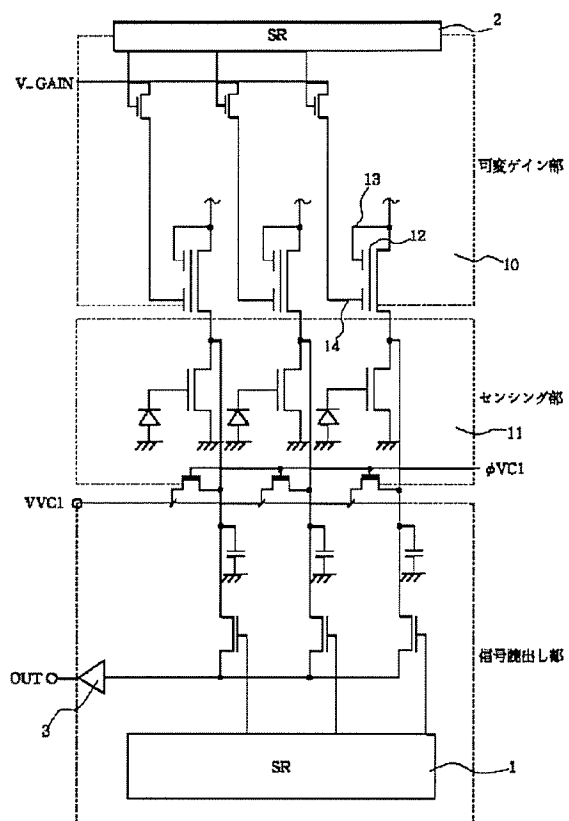 SR
2
V_GAIN
可変ゲイン部
13
12
10
14
センシング部
11
φVC1
VVC1
信号読出し部
OUT
3
SR
1